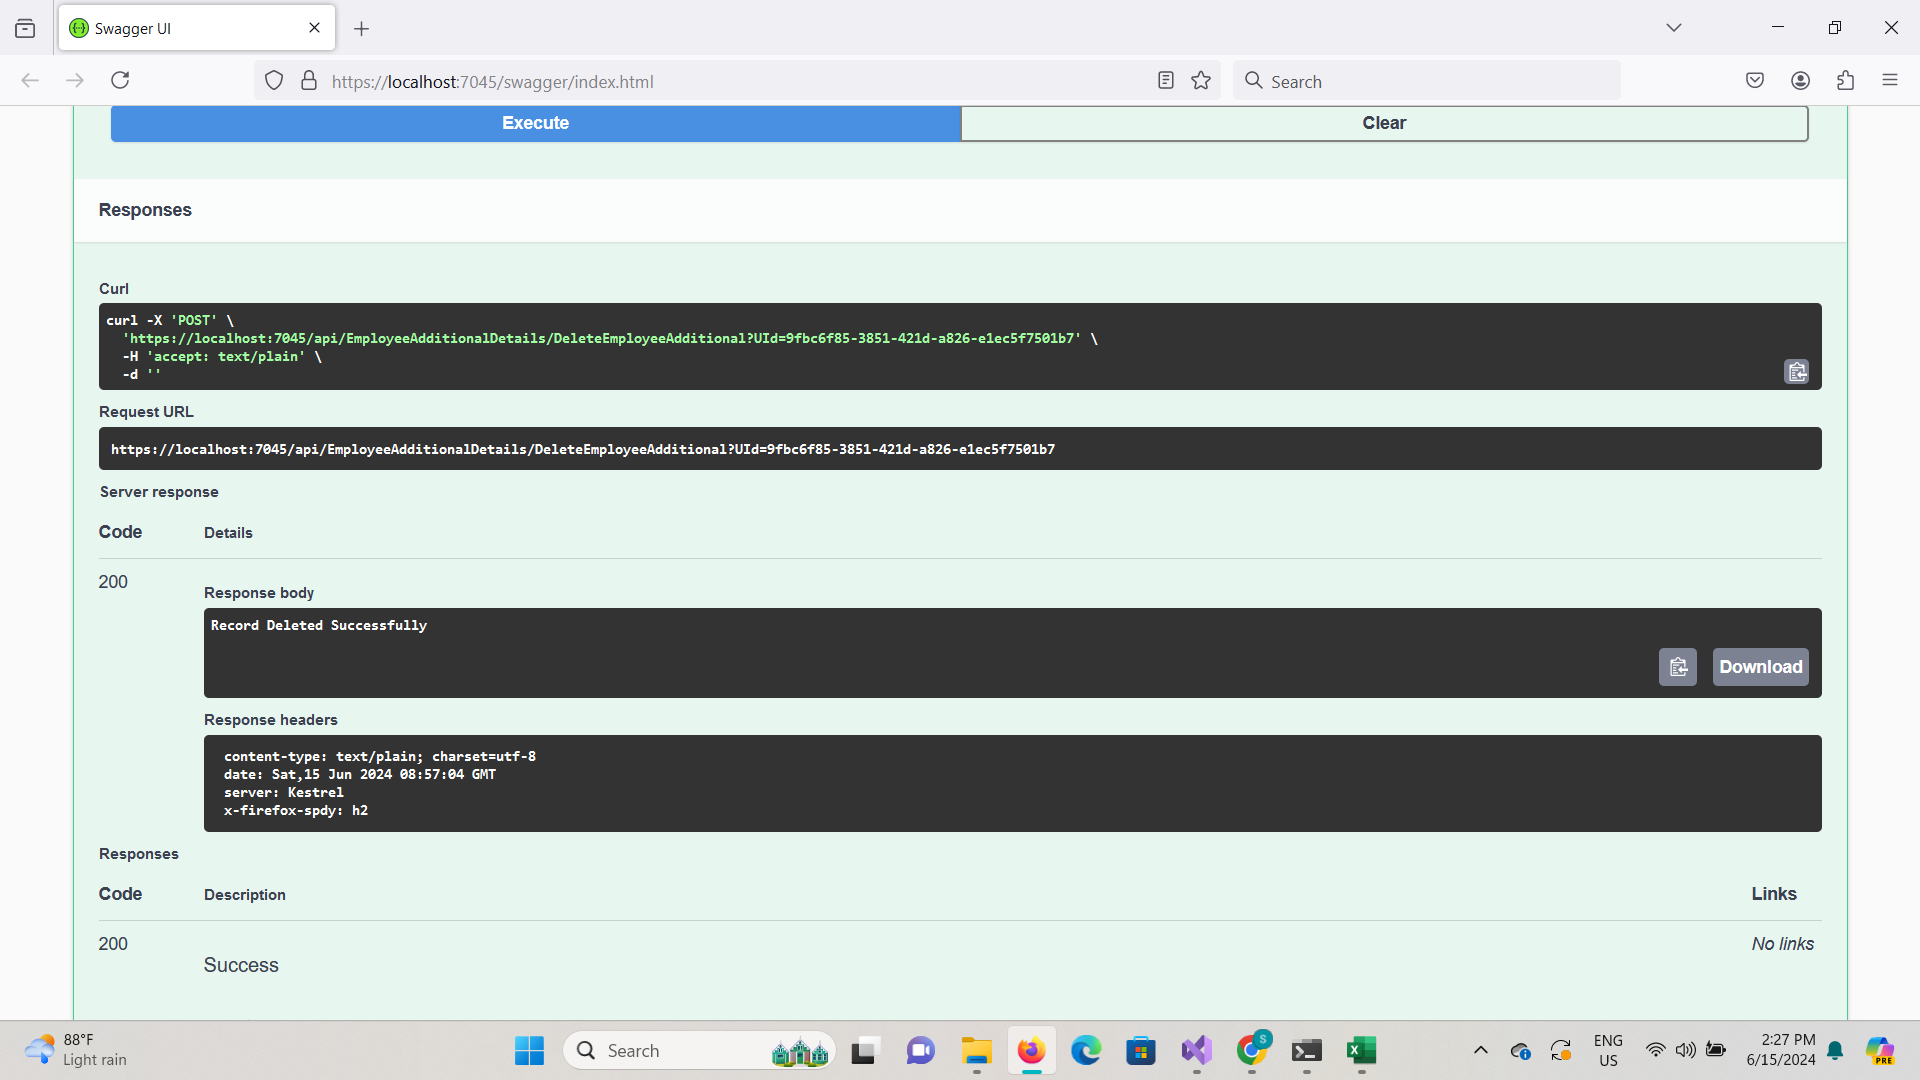 Swagger UI
https://localhost:7045/swagger/index.html
Search
Execute
Clear
Responses
Curl
curl -X 'POST' \
'https://localhost:7045/api/EmployeeAdditionalDetails/DeleteEmployeeAdditional?UId=9fbc6f85-3851-421d-a826-e1ec5f7501b7' \
-H 'accept: text/plain' \
-d ''
Request URL
https://localhost:7045/api/EmployeeAdditionalDetails/DeleteEmployeeAdditional?UId=9fbc6f85-3851-421d-a826-e1ec5f7501b7
Server response
Code Details
200
Response body
Record Deleted Successfully
Download
Response headers
content-type: text/plain; charset=utf-8
date: Sat,15 Jun 2024 08:57:04 GMT
server: Kestrel
x-firefox-spdy: h2
Responses
Code Description Links
200 No links
Success
88°F
Light rain
Search
S
ENG
US
2:27 PM
6/15/2024
PRE